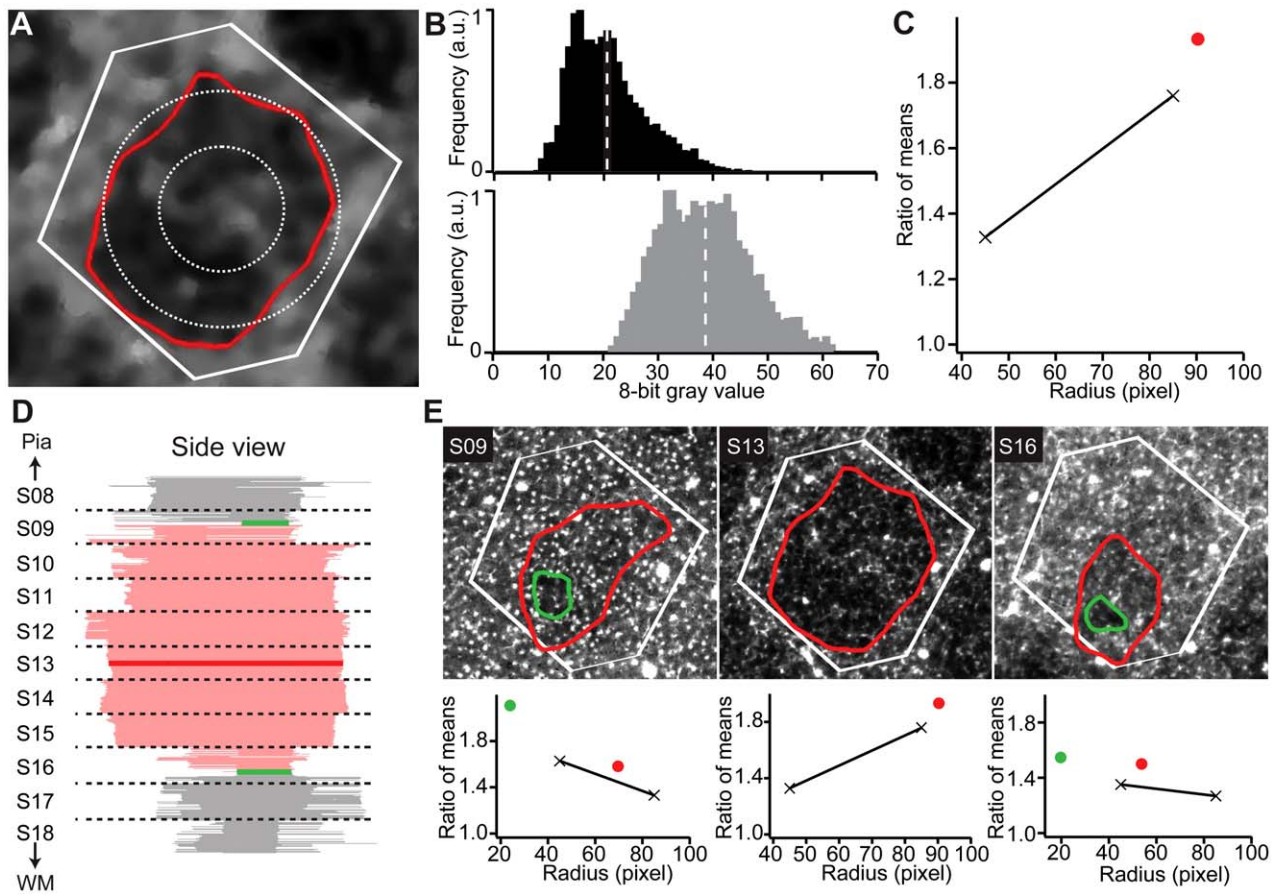 A
B
Frequency (a.u.)
1
0
Frequency (a.u.)
1
0
0 10 20 30 40 50 60 70
8-bit gray value
C
Ratio of means
1.8
1.6
1.4
1.2
1.0
40 50 60 70 80 90 100
Radius (pixel)
D
Pia
Side view
S08
S09
S10
S11
S12
S13
S14
S15
S16
S17
S18
WM
E
S09
S13
S16
Ratio of means
1.8
1.4
1.0
20 40 60 80 100
Radius (pixel)
Ratio of means
1.8
1.4
1.0
40 50 60 70 80 90 100
Radius (pixel)
Ratio of means
1.8
1.4
1.0
20 40 60 80 100
Radius (pixel)